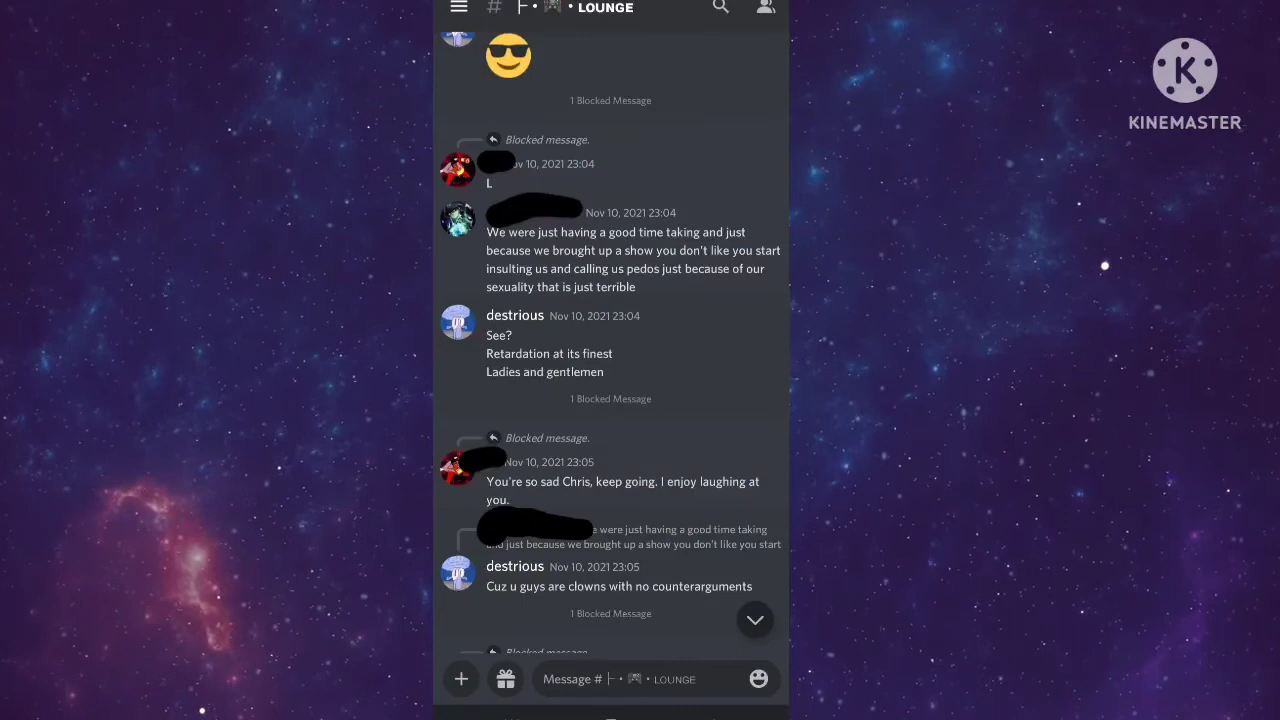 # ⊢ • • LOUNGE
1 Blocked Message
Blocked message.
v 10, 2021 23:04
L
Nov 10, 2021 23:04
We were just having a good time taking and just
because we brought up a show you don't like you start
insulting us and calling us pedos just because of our
sexuality that is just terrible
destrious Nov 10, 2021 23:04
See?
Retardation at its finest
Ladies and gentlemen
1 Blocked Message
Blocked message.
Nov 10, 2021 23:05
You're so sad Chris, keep going. I enjoy laughing at
you.
e were just having a good time taking
and just because we brought up a show you don't like you start
destrious Nov 10, 2021 23:05
Cuz u guys are clowns with no counterarguments
1 Blocked Message
Blocked message.
Message # ⊢ • • LOUNGE
K
KINEMASTER